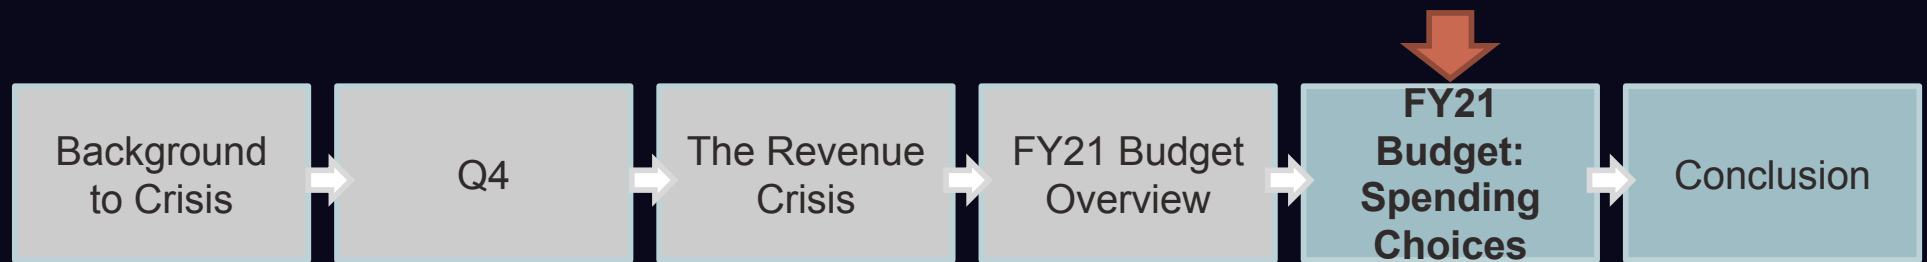 Background
to Crisis
Q4
The Revenue
Crisis
FY21 Budget
Overview
FY21
Budget:
Spending
Choices
Conclusion